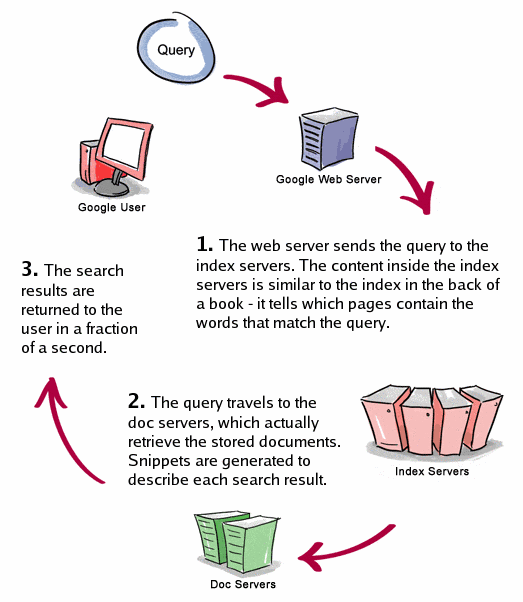 Query
Google Web Server
Google User
1. The web server sends the query to the
index servers. The content inside the index
servers is similar to the index in the back of
a book - it tells which pages contain the
words that match the query.
3. The search
results are
returned to the
user in a fraction
of a second.
2. The query travels to the
doc servers, which actually
retrieve the stored documents.
Snippets are generated to
describe each search result.
Index Servers
Doc Servers